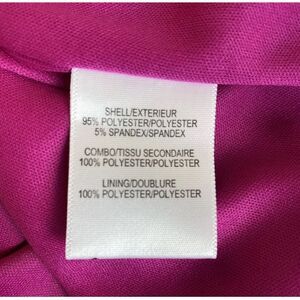 SHELL/EXTERIEUR
95% POLYESTER/POLYESTER
5% SPANDEX/SPANDEX
COMBO/TISSU SECONDAIRE
100% POLYESTER/POLYESTER
LINING/DOUBLURE
100% POLYESTER/POLYESTER